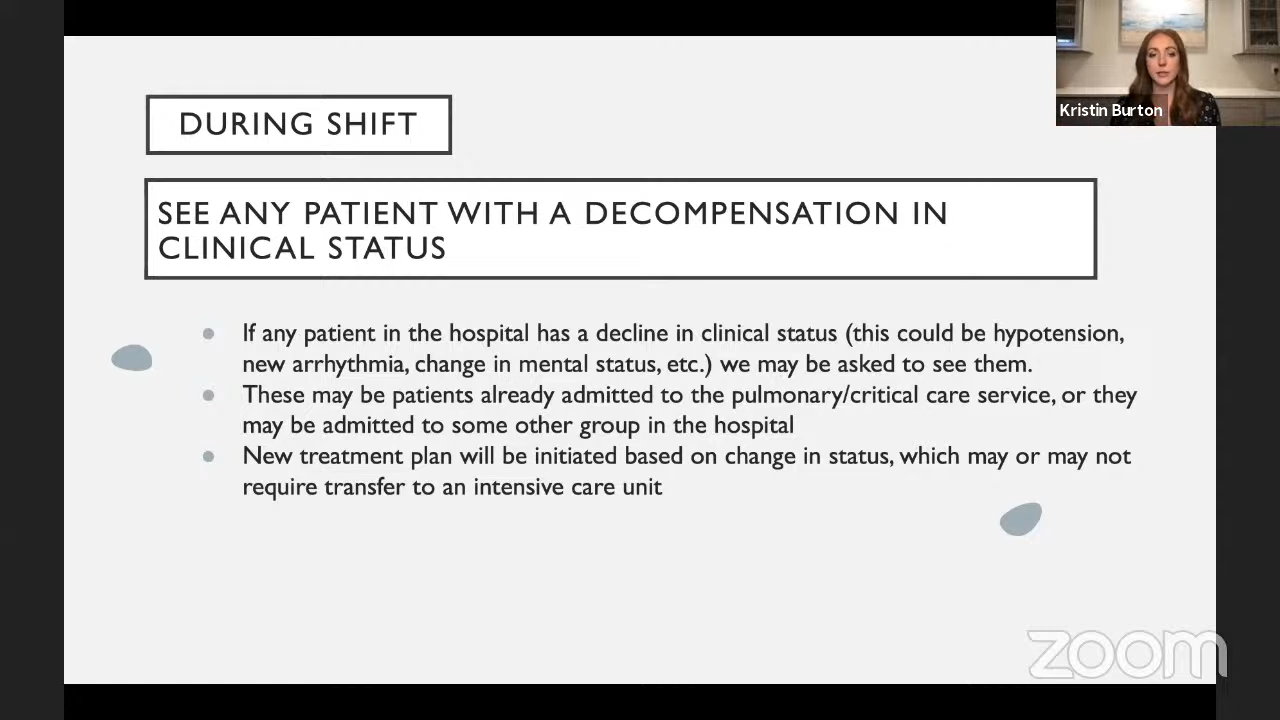 DURING SHIFT
SEE ANY PATIENT WITH A DECOMPENSATION IN
CLINICAL STATUS
If any patient in the hospital has a decline in clinical status (this could be hypotension,
new arrhythmia, change in mental status, etc.) we may be asked to see them.
These may be patients already admitted to the pulmonary/critical care service, or they
may be admitted to some other group in the hospital
New treatment plan will be initiated based on change in status, which may or may not
require transfer to an intensive care unit
Kristin Burton
zoom